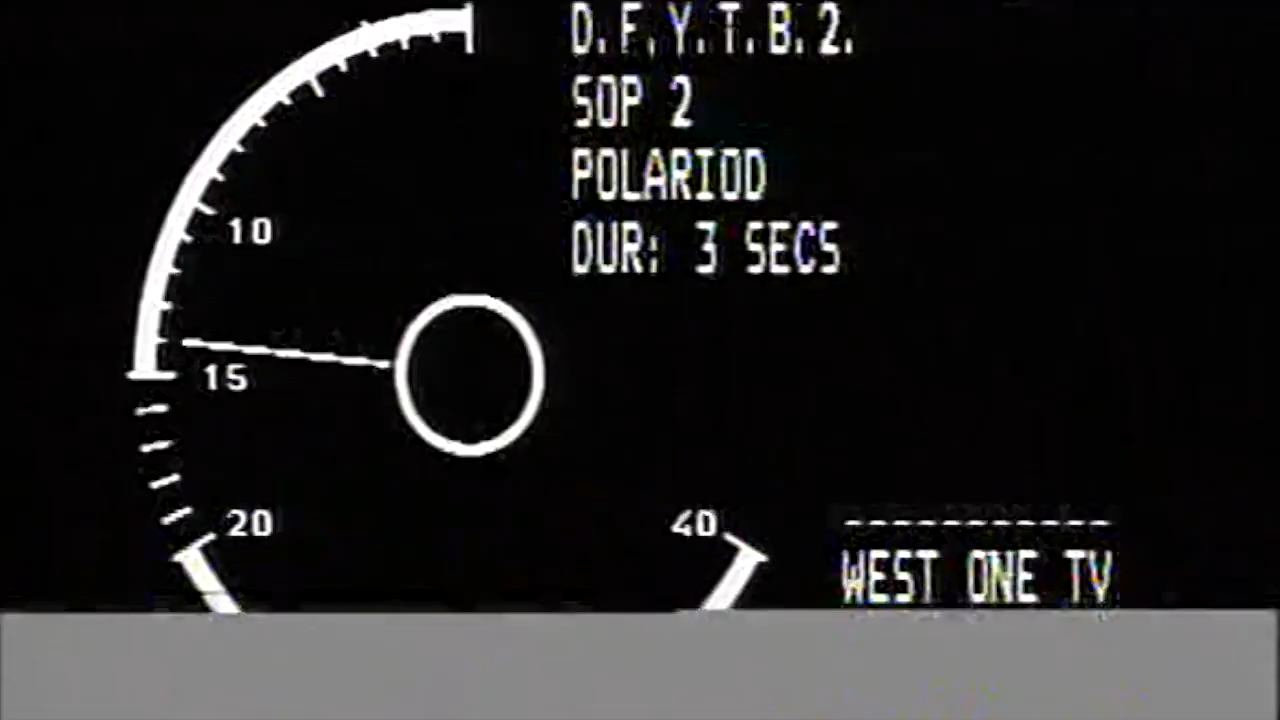 D.F.Y.T.B.2.
SOP 2
POLARIOD
DUR: 3 SECS
10
15
20
40
-----------
WEST ONE TV